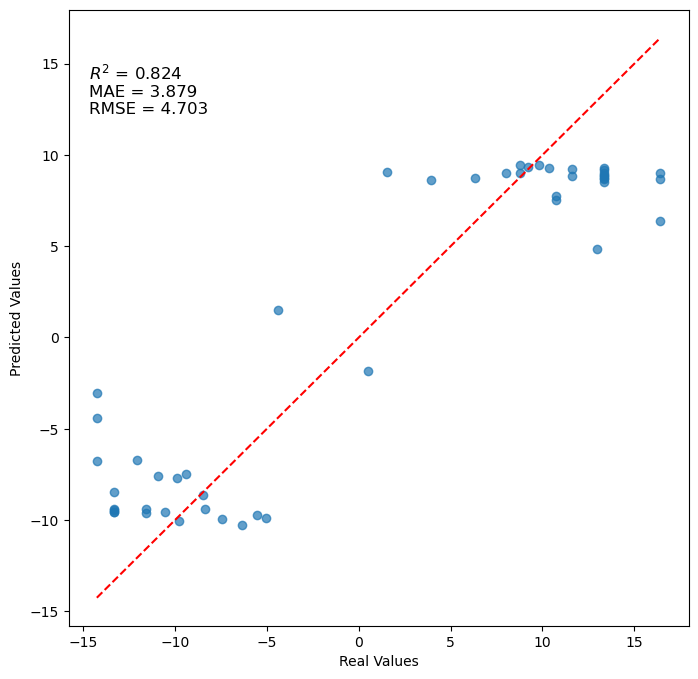 R² = 0.824
MAE = 3.879
RMSE = 4.703
Predicted Values
15
10
5
0
−5
−10
−15
−15
−10
−5
0
5
10
15
Real Values